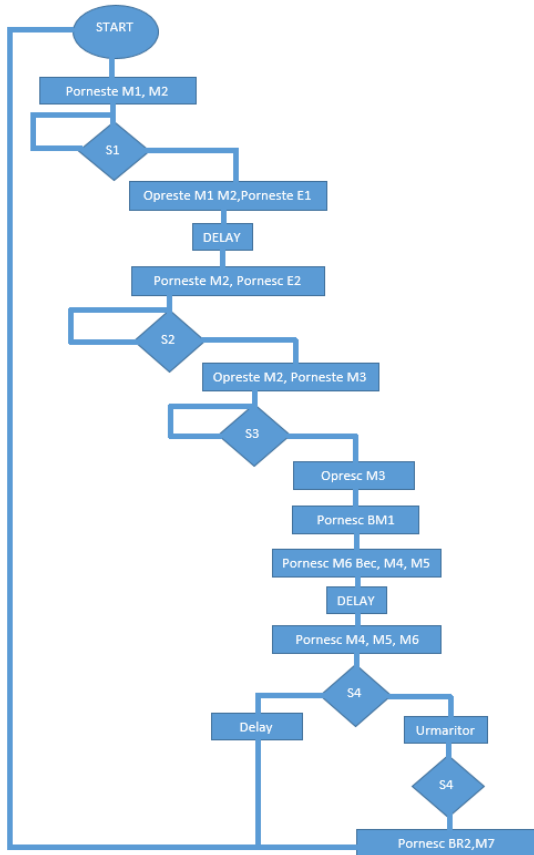 START
Porneste M1, M2
S1
Opreste M1 M2,Porneste E1
DELAY
Porneste M2, Pornesc E2
S2
Opreste M2, Porneste M3
S3
Opresc M3
Pornesc BM1
Pornesc M6 Bec, M4, M5
DELAY
Pornesc M4, M5, M6
S4
Delay
Urmaritor
S4
Pornesc BR2,M7